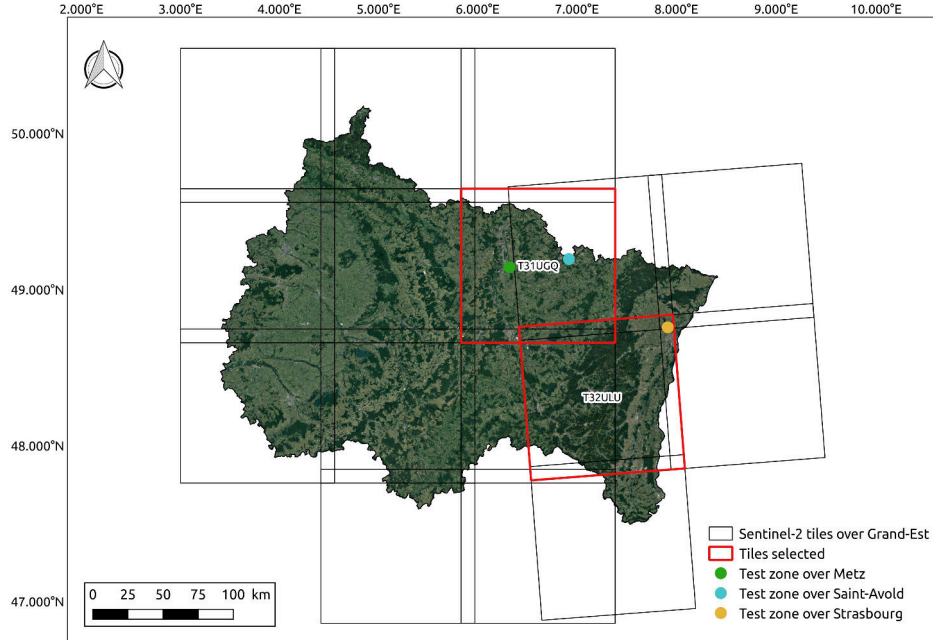 2.000°E 3.000°E 4.000°E 5.000°E 6.000°E 7.000°E 8.000°E 9.000°E 10.000°E
50.000°N
49.000°N
48.000°N
47.000°N
T31UGQ
T32ULU
Sentinel-2 tiles over Grand-Est
Tiles selected
Test zone over Metz
Test zone over Saint-Avold
Test zone over Strasbourg
0 25 50 75 100 km